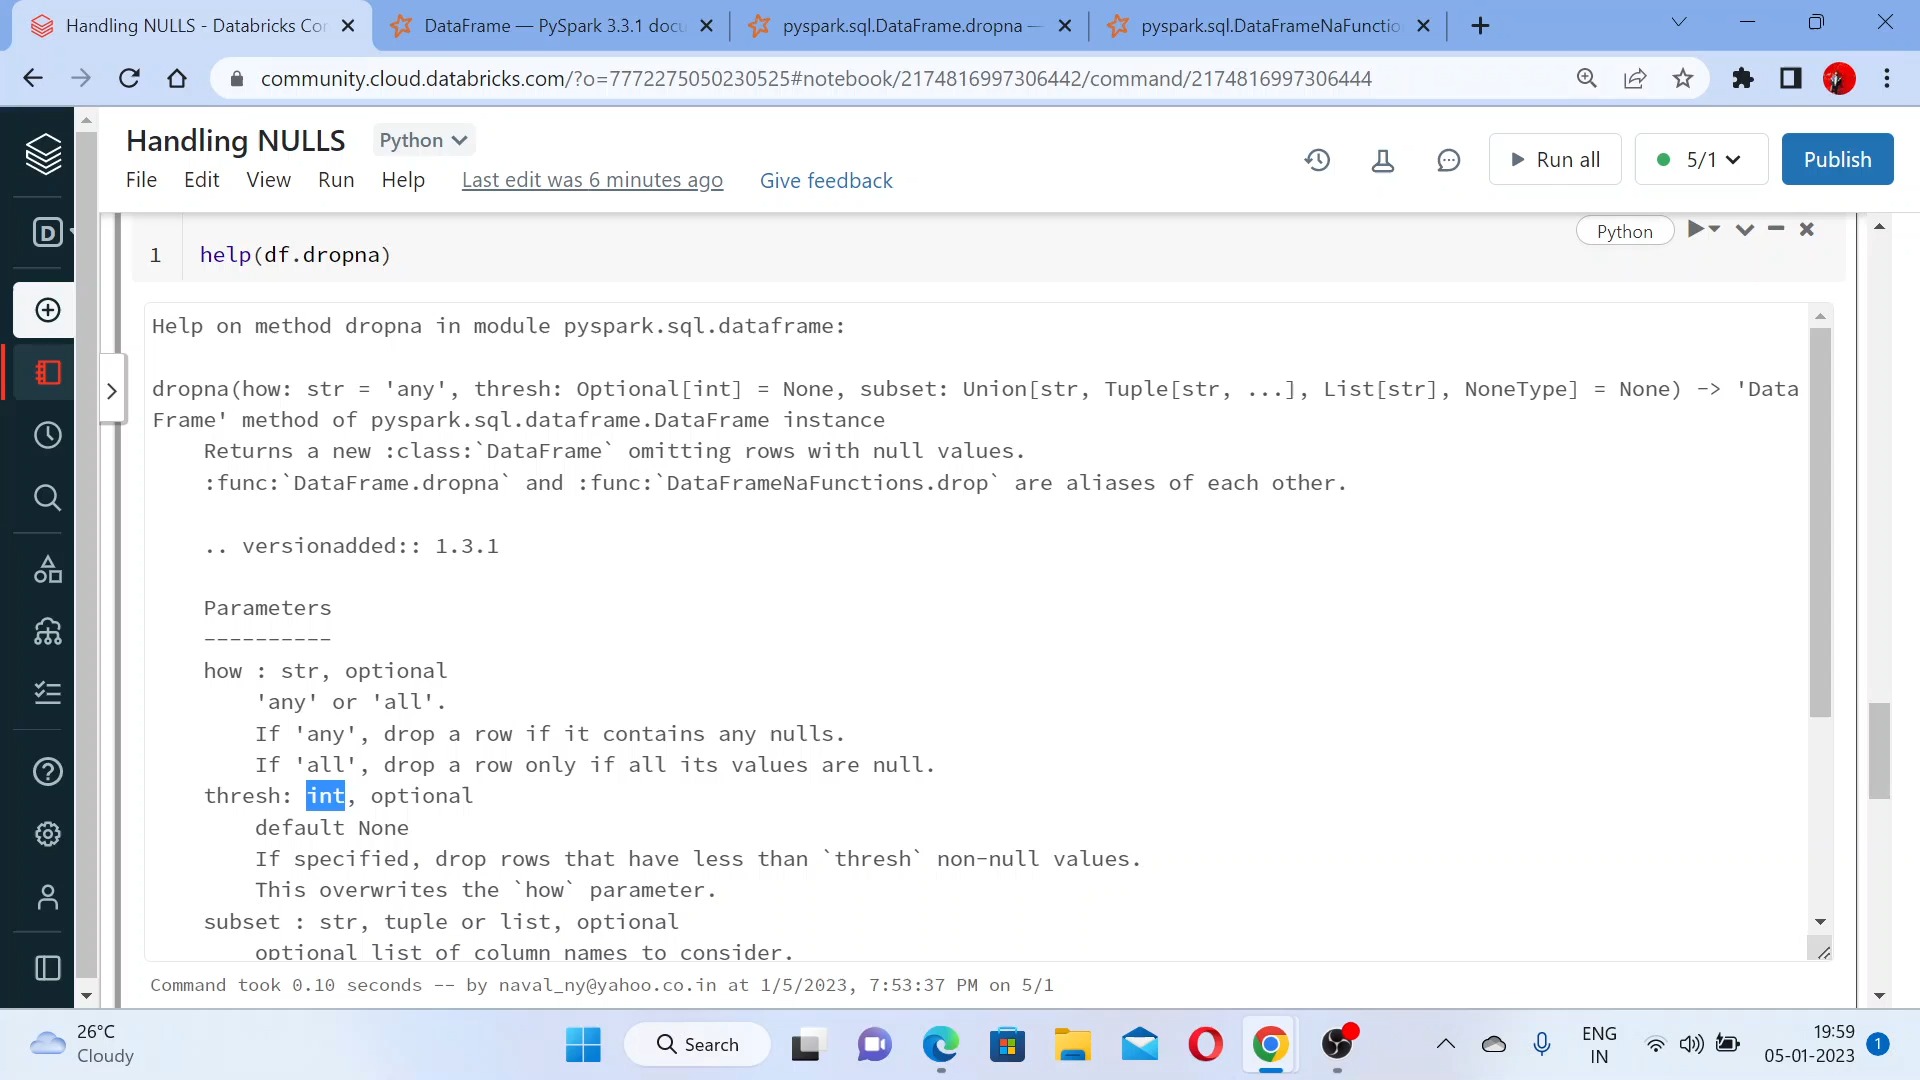 Handling NULLS - Databricks Cor
DataFrame — PySpark 3.3.1 docu
pyspark.sql.DataFrame.dropna —
pyspark.sql.DataFrameNaFunctio
community.cloud.databricks.com/?o=7772275050230525#notebook/2174816997306442/command/2174816997306444
Handling NULLS
Python
File Edit View Run Help Last edit was 6 minutes ago Give feedback
Run all
5/1
Publish
D
Python
1 help(df.dropna)
Help on method dropna in module pyspark.sql.dataframe:
dropna(how: str = 'any', thresh: Optional[int] = None, subset: Union[str, Tuple[str, ...], List[str], NoneType] = None) -> 'Data
Frame' method of pyspark.sql.dataframe.DataFrame instance
Returns a new :class:`DataFrame` omitting rows with null values.
:func:`DataFrame.dropna` and :func:`DataFrameNaFunctions.drop` are aliases of each other.
.. versionadded:: 1.3.1
Parameters
----------
how : str, optional
'any' or 'all'.
If 'any', drop a row if it contains any nulls.
If 'all', drop a row only if all its values are null.
thresh: int, optional
default None
If specified, drop rows that have less than `thresh` non-null values.
This overwrites the `how` parameter.
subset : str, tuple or list, optional
optional list of column names to consider.
Command took 0.10 seconds -- by naval_ny@yahoo.co.in at 1/5/2023, 7:53:37 PM on 5/1
26°C
Cloudy
Search
ENG
IN
19:59
05-01-2023
1